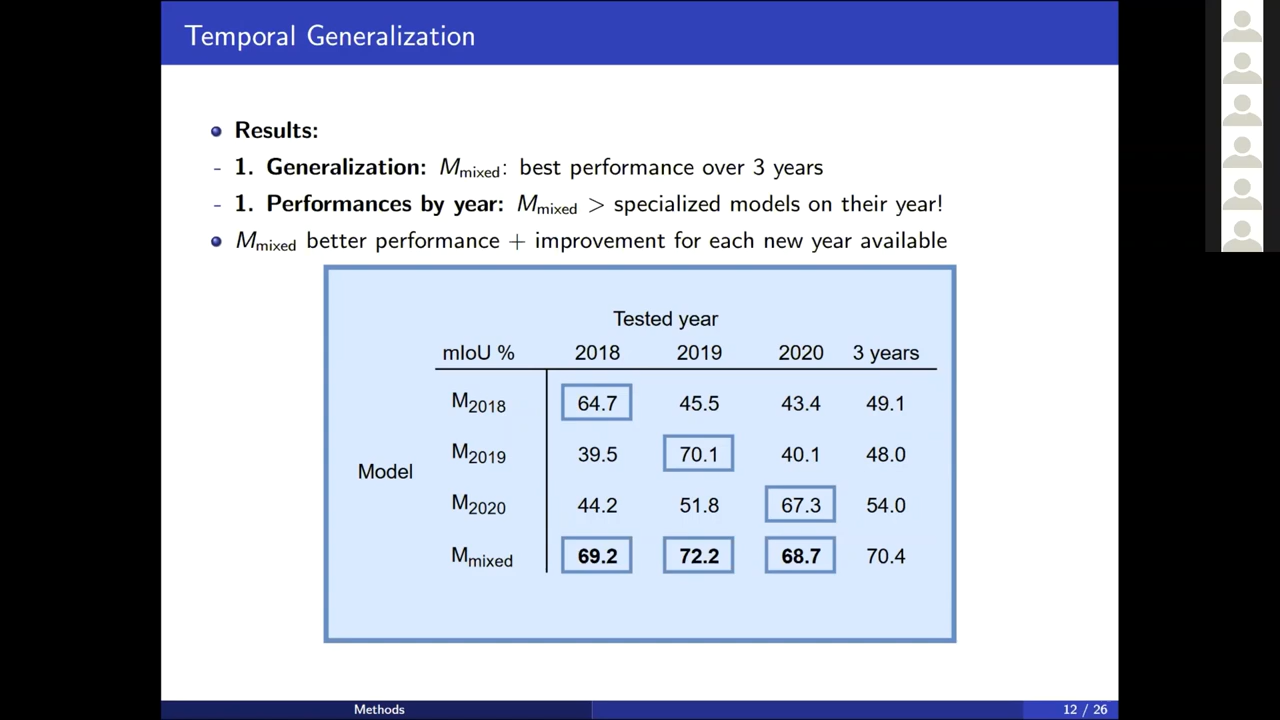 Temporal Generalization
Results:
- 1. Generalization: Mmixed: best performance over 3 years
- 1. Performances by year: Mmixed > specialized models on their year!
Mmixed better performance + improvement for each new year available
Tested year
mIoU % 2018 2019 2020 3 years
M2018 64.7 45.5 43.4 49.1
M2019 39.5 70.1 40.1 48.0
Model
M2020 44.2 51.8 67.3 54.0
Mmixed 69.2 72.2 68.7 70.4
Methods 12 / 26